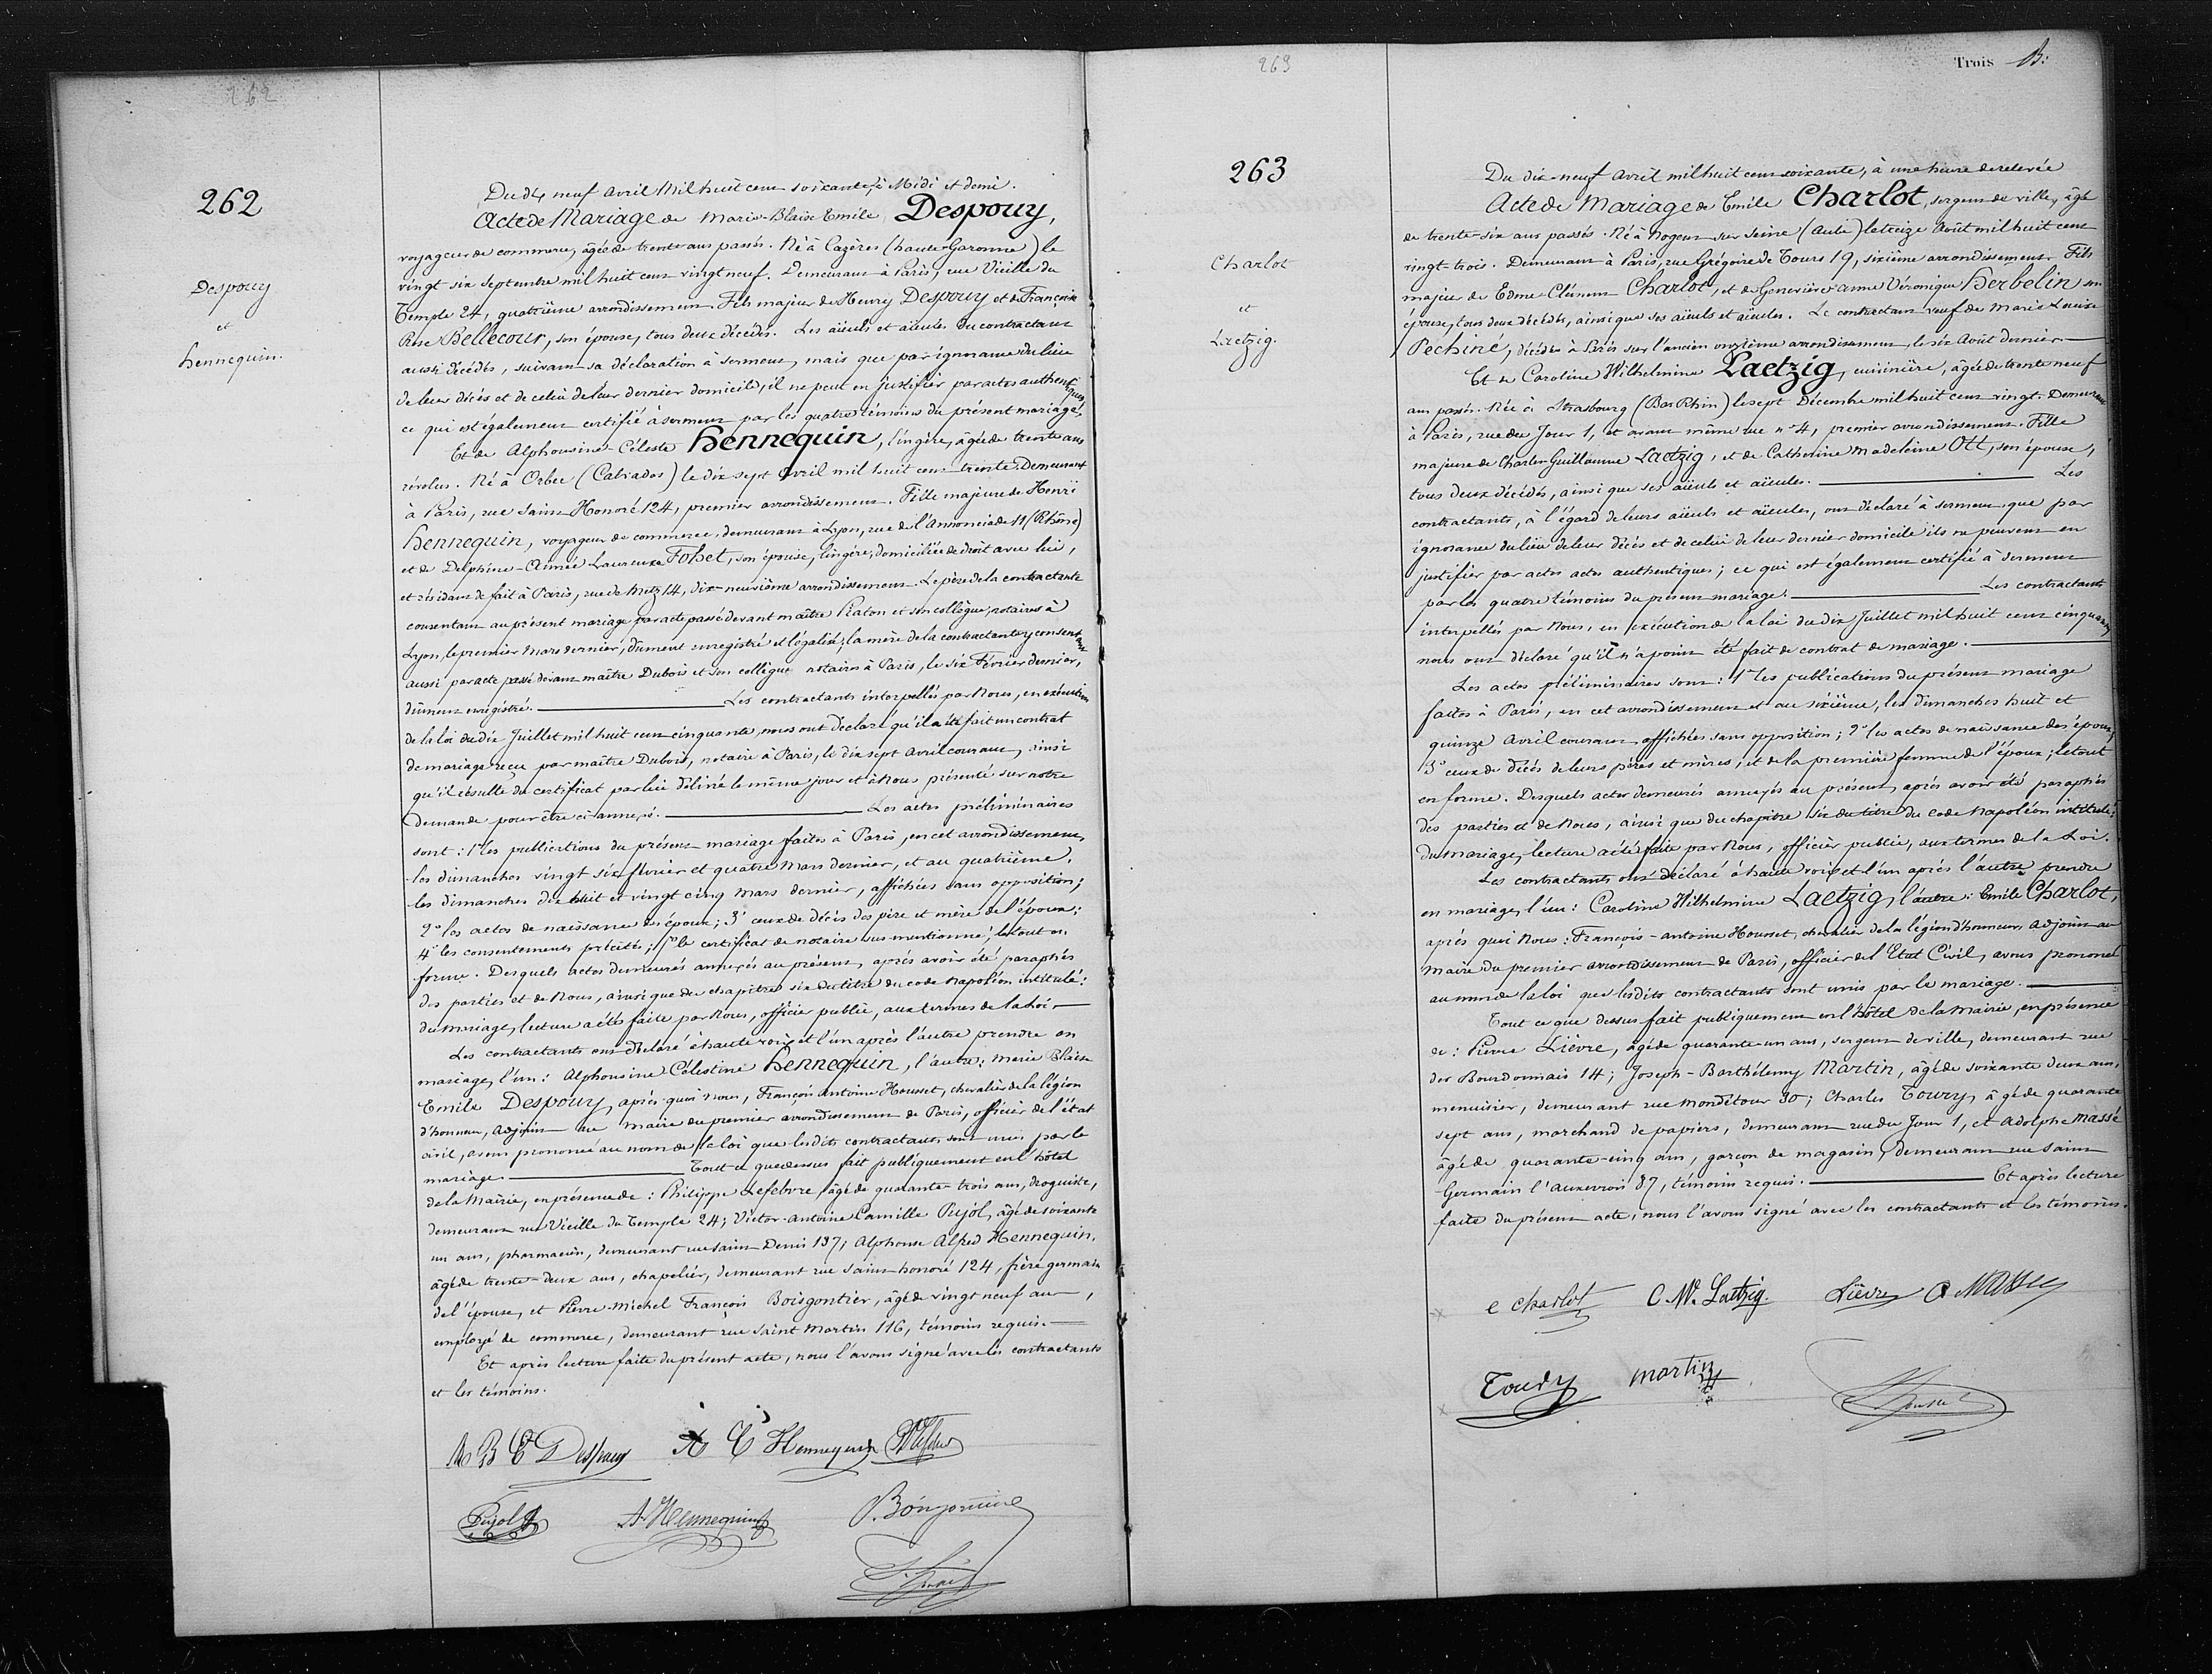 262
262
Despouy
et
hennequin.
Du dix neuf avril Mil huit cent soixante, à Midi et demi.
Acte de Mariage de Marie-Blaise Emile Despouy,
voyageur de commerce, âgé de trente ans passés. Né à Cazères (haute-Garonne) le
vingt six septembre mil huit cent vingt neuf. Demeurant à Paris, rue Vieille du
Temple 24, quatrième arrondissement. Fils majeur de Henry Despouy et de Françoise
Rose Bellecour, son épouse, tous deux décédés. Les aïeuls et aïeules du contractant
aussi décédés, suivant sa déclaration à serment, mais que par ignorance du lieu
de leur décès et de celui de leur dernier domicile, il ne peut en justifier par actes authentiques,
ce qui est également certifié à serment par les quatre témoins du présent mariage.
Et de Alphonsine-Céleste hennequin, lingère, âgée de trente ans
révolus. Né à Orbec (Calvados) le dix sept avril mil huit cent trente. Demeurant
à Paris, rue Saint Honoré 124, premier arrondissement. Fille majeure de Henri
hennequin, voyageur de commerce, demeurant à Lyon, rue de l'annonciade 11 (Rhône)
et de Delphine-Aimée Laurence Fohet, son épouse, lingère, domiciliée de droit avec lui,
et résidant de fait à Paris, rue de Metz 14, dix-neuvième arrondissement. Le père de la contractante
consentant au présent mariage par acte passé devant maître Piaton et son collègue, notaires à
Lyon, le premier Mars dernier, dûment enregistré et légalisé; la mère de la contractante y consentant
aussi par acte passé devant maître Dubois et son collègue notaires à Paris, le six Février dernier,
dûment enregistré. Les contractants interpellés par Nous, en exécution
de la loi du dix Juillet mil huit cent cinquante, nous ont déclaré qu'il a été fait un contrat
de mariage reçu par maître Dubois, notaire à Paris, le dix sept avril courant, ainsi
qu'il résulte du certificat par lui délivré le même jour et à Nous présenté sur notre
demande pour être ci annexé. Les actes préliminaires
sont: 1° les publications du présent mariage faites à Paris, en cet arrondissement,
les dimanches vingt six février et quatre Mars dernier, et au quatrième,
les dimanches dix huit et vingt cinq Mars dernier, affichées sans opposition;
2° les actes de naissance des époux; 3° ceux de décès des père et mère de l'époux;
4° les consentements précités; 5° le certificat de notaire sus-mentionné; le tout en
forme. Desquels actes demeurés annexés au présent, après avoir été paraphés
des parties et de Nous, ainsi que du chapitre six du titre du code Napoléon intitulé:
du mariage, lecture a été faite par Nous, officier public, aux termes de la Loi.
Les contractants ont déclaré à haute voix et l'un après l'autre prendre en
mariage, l'un: Alphonsine Célestine hennequin, l'autre: Marie Blaise
Emile Despouy, après quoi nous, François antoine Housset, chevalier de la légion
d'honneur, adjoint au maire du premier arrondissement de Paris, officier de l'état
civil, avons prononcé au nom de la loi que lesdits contractants sont unis par le
mariage. Tout ce que dessus fait publiquement en l'hôtel
de la Mairie, en présence de: Philippe Lefebvre, âgé de quarante trois ans, droguiste,
demeurant rue Vieille du Temple 24; Victor-antoine Camille Pujol, âgé de soixante
un ans, pharmacien, demeurant rue Saint Denis 137; Alphonse Alfred Hennequin,
âgé de trente-deux ans, chapelier, demeurant rue Saint-honoré 124, frère germain
de l'épouse, et Pierre-Michel François Boisgontier, âgé de vingt neuf ans,
employé de commerce, demeurant rue Saint Martin 116, témoins requis.
Et après lecture faite du présent acte, nous l'avons signé avec les contractants
et les témoins.
M B E Despouy A C Hennequin
Pujol A. Hennequin
269
Trois
263
Charlot
et
Laetzig.
Du dix-neuf avril mil huit cent soixante, à une heure de relevée
Acte de Mariage de Emile Charlot, sergent de ville, âgé
de trente-six ans passés. Né à Nogent sur Seine (Aube) le treize Août mil huit cent
vingt-trois. Demeurant à Paris, rue Grégoire de Tours 19, sixième arrondissement. Fils
majeur de Edme Clément Charlot, et de Geneviève anne Véronique Herbelin, son
épouse, tous deux décédés, ainsi que ses aïeuls et aïeules. Le contractant veuf de Marie Louise
Pechiné, décédée à Paris sur l'ancien onzième arrondissement, le six Août dernier.
Et de Caroline Wilhelmine Laetzig, cuisinière, âgée de trente neuf
ans passés. Née à Strasbourg (Bas Rhin) le sept Décembre mil huit cent vingt. Demeurant
à Paris, rue du Jour 1, et avant même rue n° 4, premier arrondissement. Fille
majeure de Charles Guillaume Laetzig, et de Catherine Madeleine Ott, son épouse,
tous deux décédés, ainsi que ses aïeuls et aïeules. Les
contractants, à l'égard de leurs aïeuls et aïeules, ont déclaré à serment que par
ignorance du lieu de leur décès et de celui de leur dernier domicile ils ne peuvent en
justifier par actes actes authentiques; ce qui est également certifié à serment
par les quatre témoins du présent mariage. Les contractants
interpellés par Nous, en exécution de la loi du dix Juillet mil huit cent cinquante,
nous ont déclaré qu'il n'a point été fait de contrat de mariage.
Les actes préliminaires sont: 1° les publications du présent mariage
faites à Paris, en cet arrondissement et au sixième, les dimanches huit et
quinze Avril courant affichées sans opposition; 2° les actes de naissance des époux,
3° ceux de décès de leurs pères et mères, et de la première femme de l'époux; le tout
en forme. Desquels actes demeurés annexés au présent, après avoir été paraphés
des parties et de Nous, ainsi que du chapitre six du titre du code Napoléon intitulé:
du Mariage, lecture a été faite par Nous, officier public, aux termes de la Loi.
Les contractants ont déclaré à haute voix et l'un après l'autre prendre
en mariage, l'un: Caroline Wilhelmine Laetzig, l'autre: Emile Charlot,
après quoi Nous: François-antoine Housset, chevalier de la légion d'honneur, adjoint au
Maire du premier arrondissement de Paris, officier de l'Etat Civil, avons prononcé
au nom de la loi que lesdits contractants sont unis par le mariage.
Tout ce que dessus fait publiquement en l'hôtel de la Mairie, en présence
de: Pierre Lièvre, âgé de quarante-un ans, sergent de ville, demeurant rue
des Bourdonnais 14; Joseph-Barthélemy Martin, âgé de soixante deux ans,
menuisier, demeurant rue Mondétour 30; Charles Toudy, âgé de quarante
sept ans, marchand de papiers, demeurant rue du Jour 1, et Adolphe Massé
âgé de quarante-cinq ans, garçon de magasin, demeurant rue Saint
Germain l'auxerrois 87, témoins requis. Et après lecture
faite du présent acte, nous l'avons signé avec les contractants et les témoins.
e charlot C. W. Laetzig. Lièvre A Massé
Toudy martin